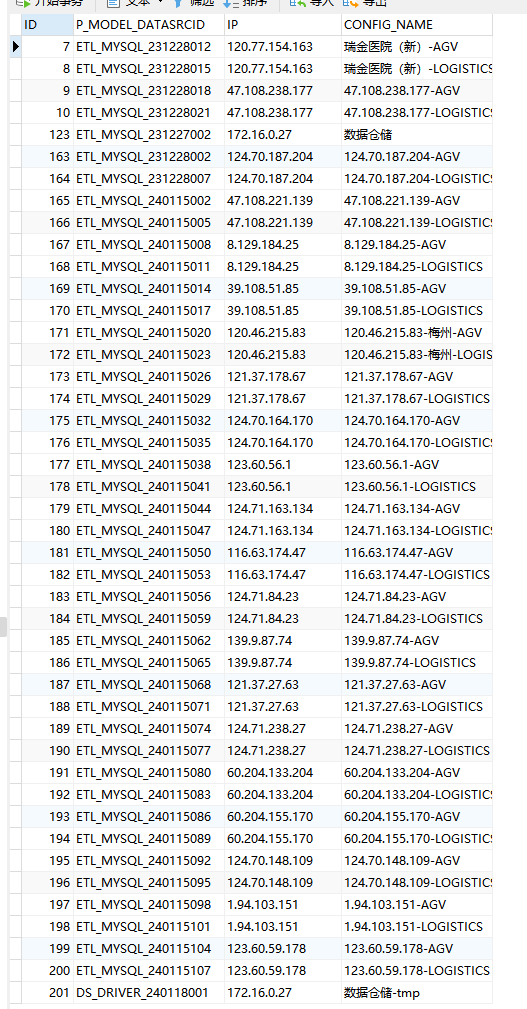 开始事务 文本 筛选 排序 导入 导出
ID P_MODEL_DATASRCID IP CONFIG_NAME
7 ETL_MYSQL_231228012 120.77.154.163 瑞金医院（新）-AGV
8 ETL_MYSQL_231228015 120.77.154.163 瑞金医院（新）-LOGISTICS
9 ETL_MYSQL_231228018 47.108.238.177 47.108.238.177-AGV
10 ETL_MYSQL_231228021 47.108.238.177 47.108.238.177-LOGISTICS
123 ETL_MYSQL_231227002 172.16.0.27 数据仓储
163 ETL_MYSQL_231228002 124.70.187.204 124.70.187.204-AGV
164 ETL_MYSQL_231228007 124.70.187.204 124.70.187.204-LOGISTIC
165 ETL_MYSQL_240115002 47.108.221.139 47.108.221.139-AGV
166 ETL_MYSQL_240115005 47.108.221.139 47.108.221.139-LOGISTICS
167 ETL_MYSQL_240115008 8.129.184.25 8.129.184.25-AGV
168 ETL_MYSQL_240115011 8.129.184.25 8.129.184.25-LOGISTICS
169 ETL_MYSQL_240115014 39.108.51.85 39.108.51.85-AGV
170 ETL_MYSQL_240115017 39.108.51.85 39.108.51.85-LOGISTICS
171 ETL_MYSQL_240115020 120.46.215.83 120.46.215.83-梅州-AGV
172 ETL_MYSQL_240115023 120.46.215.83 120.46.215.83-梅州-LOGIS
173 ETL_MYSQL_240115026 121.37.178.67 121.37.178.67-AGV
174 ETL_MYSQL_240115029 121.37.178.67 121.37.178.67-LOGISTICS
175 ETL_MYSQL_240115032 124.70.164.170 124.70.164.170-AGV
176 ETL_MYSQL_240115035 124.70.164.170 124.70.164.170-LOGISTIC
177 ETL_MYSQL_240115038 123.60.56.1 123.60.56.1-AGV
178 ETL_MYSQL_240115041 123.60.56.1 123.60.56.1-LOGISTICS
179 ETL_MYSQL_240115044 124.71.163.134 124.71.163.134-AGV
180 ETL_MYSQL_240115047 124.71.163.134 124.71.163.134-LOGISTICS
181 ETL_MYSQL_240115050 116.63.174.47 116.63.174.47-AGV
182 ETL_MYSQL_240115053 116.63.174.47 116.63.174.47-LOGISTICS
183 ETL_MYSQL_240115056 124.71.84.23 124.71.84.23-AGV
184 ETL_MYSQL_240115059 124.71.84.23 124.71.84.23-LOGISTICS
185 ETL_MYSQL_240115062 139.9.87.74 139.9.87.74-AGV
186 ETL_MYSQL_240115065 139.9.87.74 139.9.87.74-LOGISTICS
187 ETL_MYSQL_240115068 121.37.27.63 121.37.27.63-AGV
188 ETL_MYSQL_240115071 121.37.27.63 121.37.27.63-LOGISTICS
189 ETL_MYSQL_240115074 124.71.238.27 124.71.238.27-AGV
190 ETL_MYSQL_240115077 124.71.238.27 124.71.238.27-LOGISTICS
191 ETL_MYSQL_240115080 60.204.133.204 60.204.133.204-AGV
192 ETL_MYSQL_240115083 60.204.133.204 60.204.133.204-LOGISTIC
193 ETL_MYSQL_240115086 60.204.155.170 60.204.155.170-AGV
194 ETL_MYSQL_240115089 60.204.155.170 60.204.155.170-LOGISTICS
195 ETL_MYSQL_240115092 124.70.148.109 124.70.148.109-AGV
196 ETL_MYSQL_240115095 124.70.148.109 124.70.148.109-LOGISTICS
197 ETL_MYSQL_240115098 1.94.103.151 1.94.103.151-AGV
198 ETL_MYSQL_240115101 1.94.103.151 1.94.103.151-LOGISTICS
199 ETL_MYSQL_240115104 123.60.59.178 123.60.59.178-AGV
200 ETL_MYSQL_240115107 123.60.59.178 123.60.59.178-LOGISTICS
201 DS_DRIVER_240118001 172.16.0.27 数据仓储-tmp